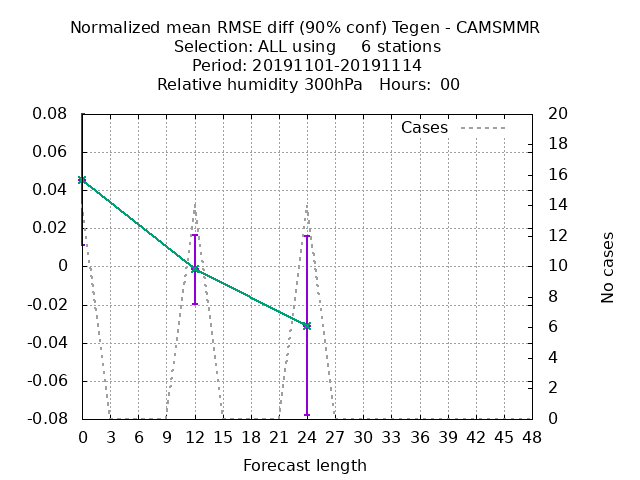 Normalized mean RMSE diff (90% conf) Tegen - CAMSMMR
Selection: ALL using     6 stations
Period: 20191101-20191114
Relative humidity 300hPa   Hours:  00
Cases
0.08
0.06
0.04
0.02
0
-0.02
-0.04
-0.06
-0.08
20
18
16
14
12
10
8
6
4
2
0
No cases
0 3 6 9 12 15 18 21 24 27 30 33 36 39 42 45 48
Forecast length